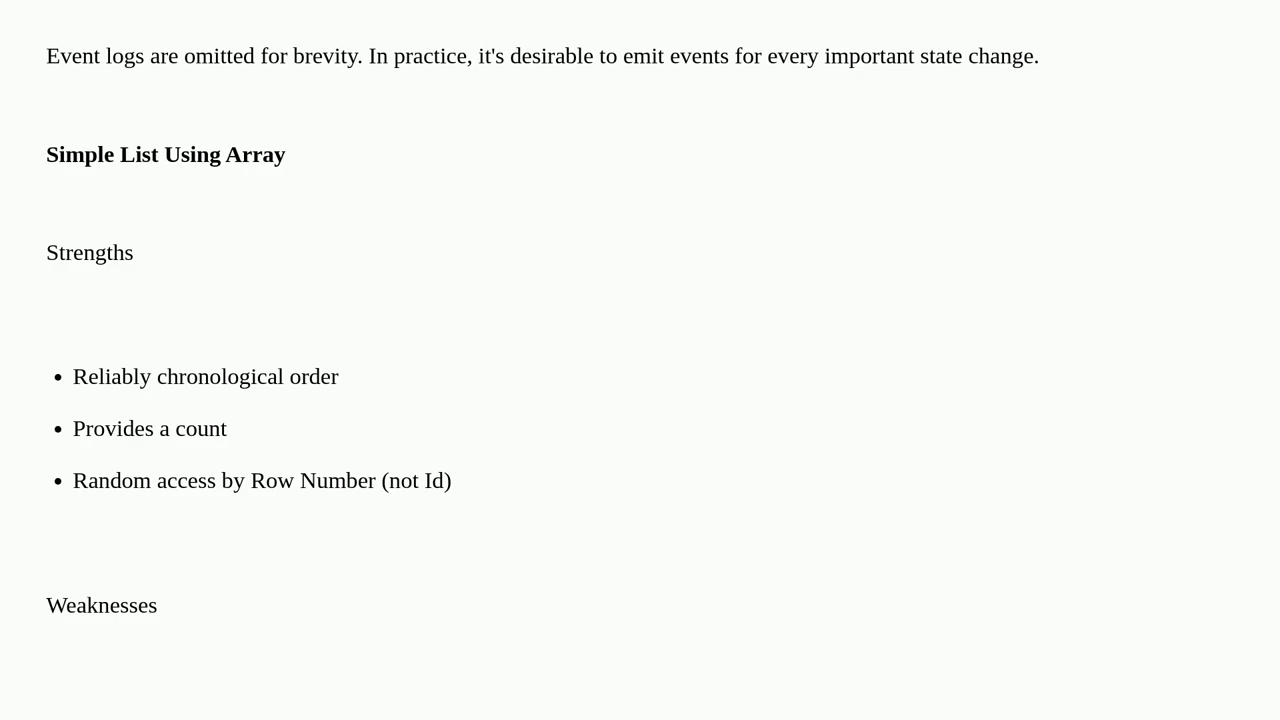 Event logs are omitted for brevity. In practice, it's desirable to emit events for every important state change.
Simple List Using Array
Strengths
• Reliably chronological order
• Provides a count
• Random access by Row Number (not Id)
Weaknesses